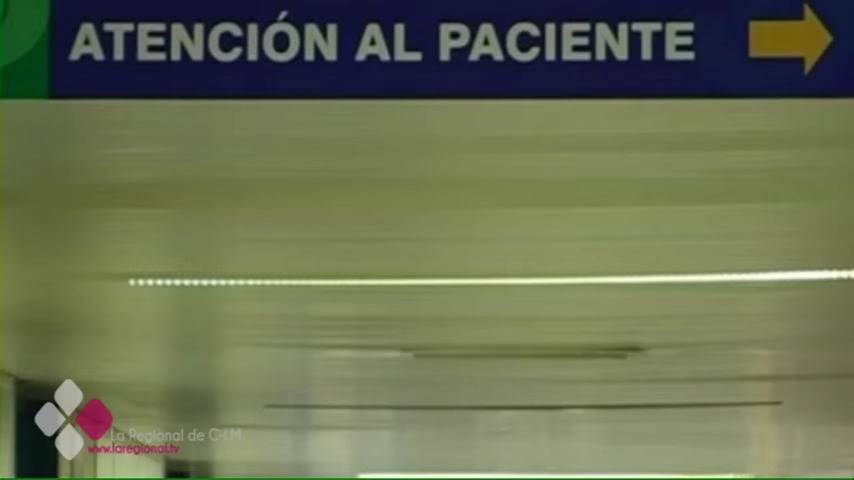 ATENCIÓN AL PACIENTE
La Regional de C-LM
www.laregional.tv